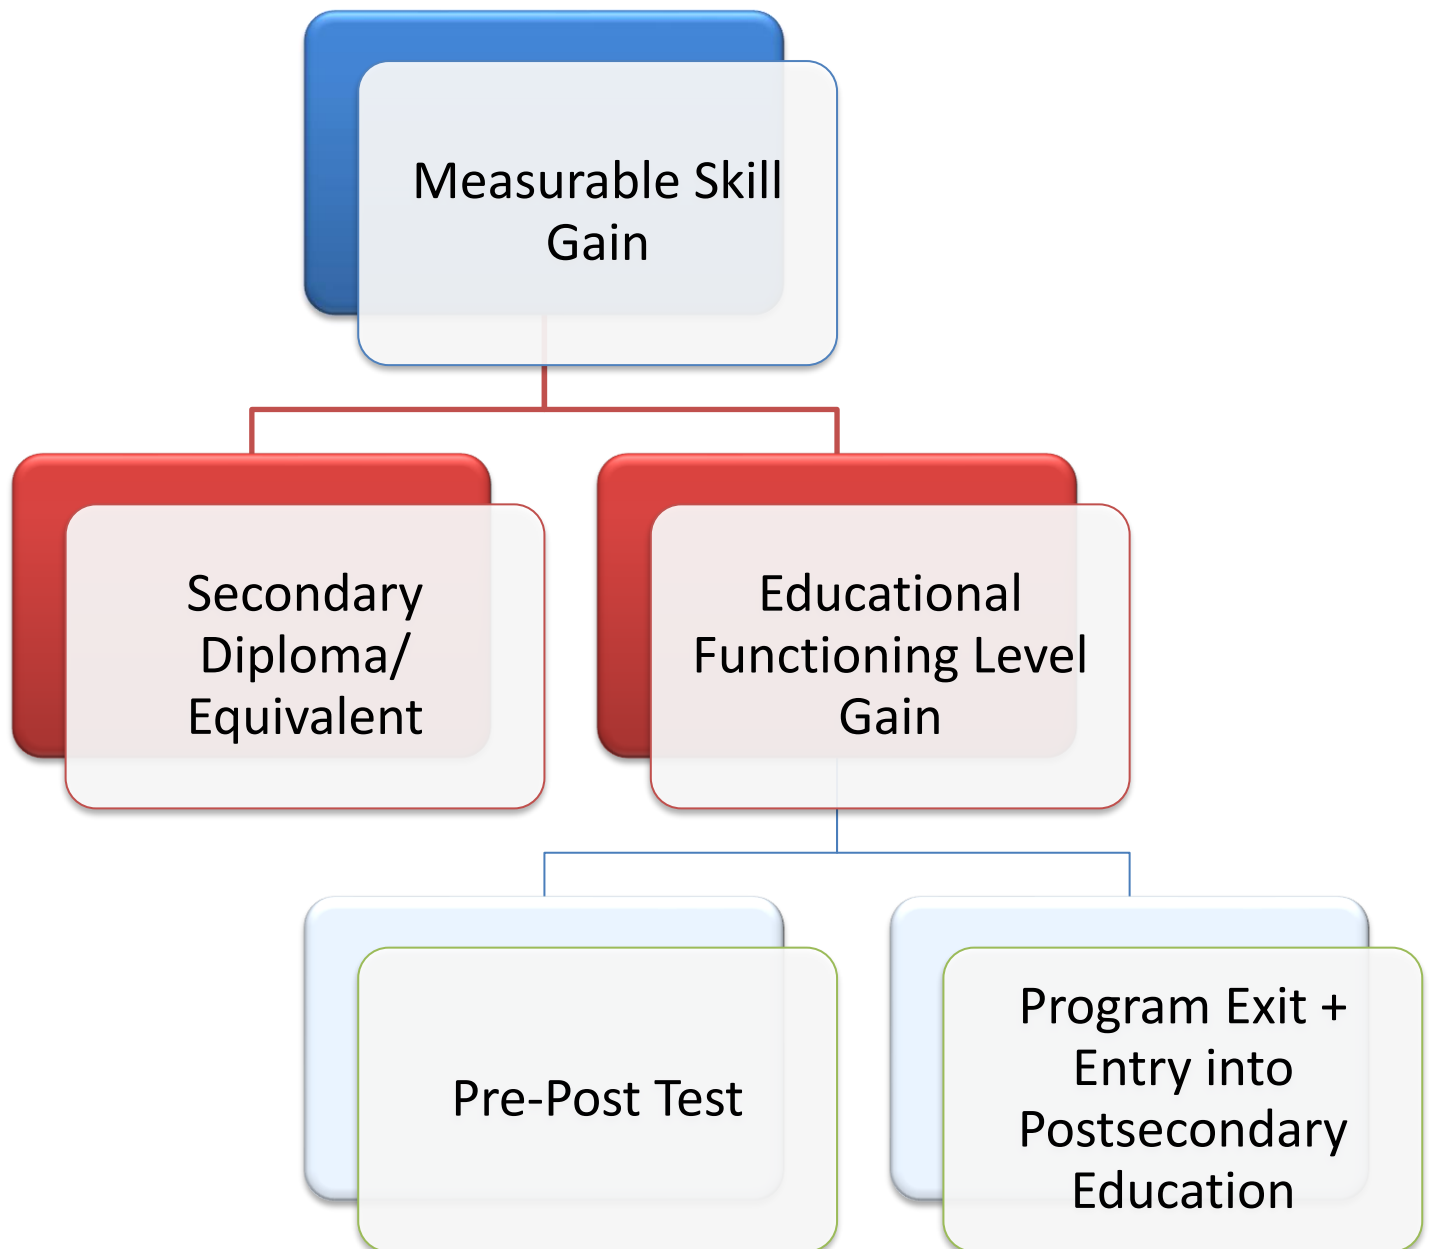 Measurable Skill
Gain
Secondary
Diploma/
Equivalent
Educational
Functioning Level
Gain
Pre-Post Test
Program Exit +
Entry into
Postsecondary
Education